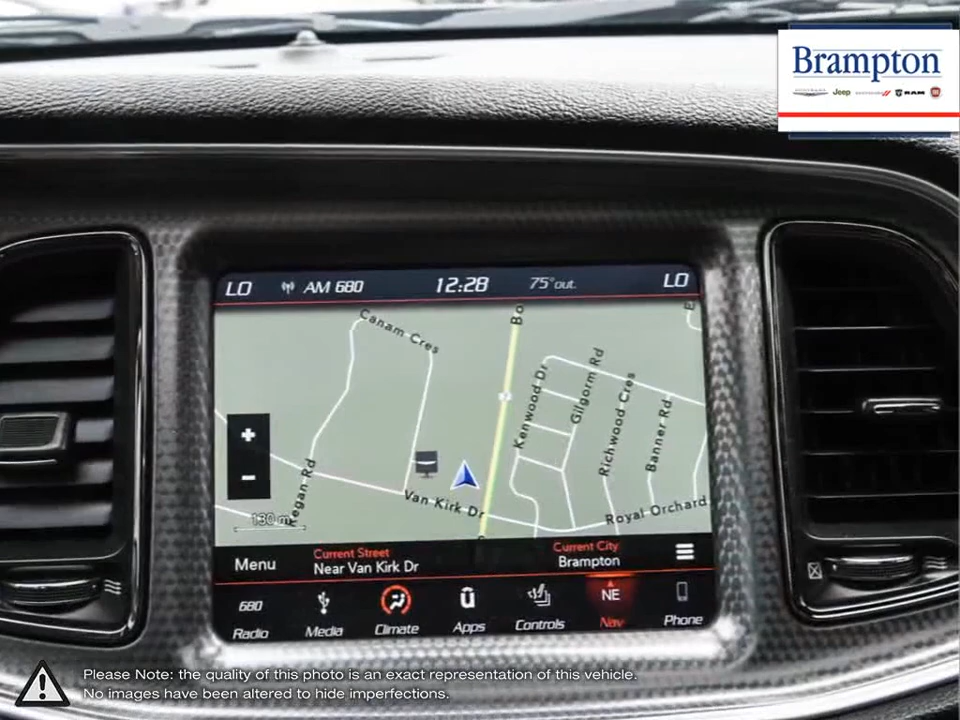 Brampton
Jeep
RAM
LO AM 680 12:28 75° out. LO
Canam Cres
Bo
E
Kenwood Dr
Gilgorm Rd
Richwood Cres
Banner Rd
+
-
egan Rd
Van Kirk Dr
Royal Orchard
130 m
Menu
Current Street
Near Van Kirk Dr
Current City
Brampton
680
NE
Radio Media Climate Apps Controls Nav Phone
Please Note: the quality of this photo is an exact representation of this vehicle.
No images have been altered to hide imperfections.